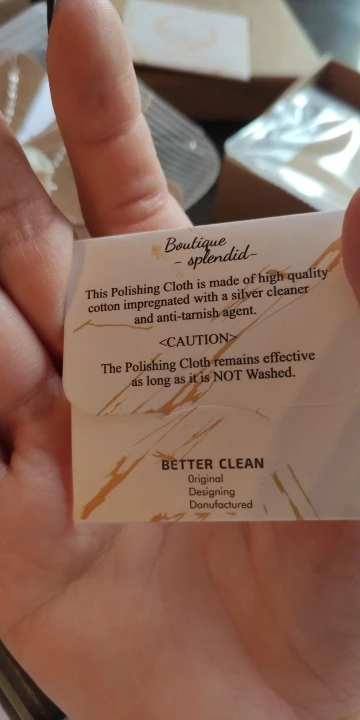 Boutique
- splendid-
This Polishing Cloth is made of high quality
cotton impregnated with a silver cleaner
and anti-tarnish agent.
<CAUTION>
The Polishing Cloth remains effective
as long as it is NOT Washed.
BETTER CLEAN
Original
Designing
Danufactured